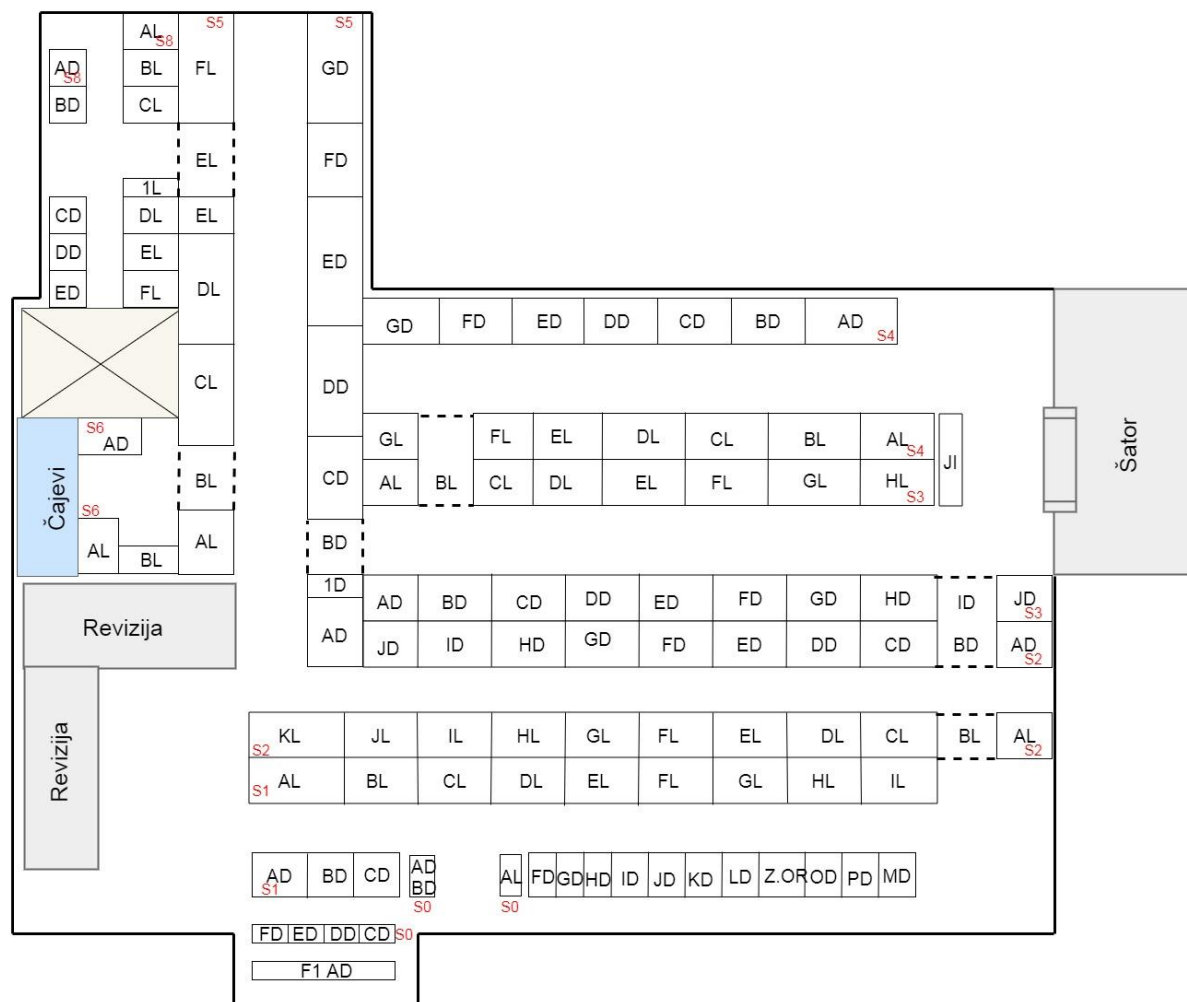 AL S8 S5 S5
AD S8 BL FL GD
BD CL
EL FD
1L
CD DL EL
DD EL ED
ED FL DL
GD FD ED DD CD BD AD S4
CL DD
S6 AD
GL FL EL DL CL BL AL S4
BL CD AL BL CL DL EL FL GL HL S3 JI
Čajevi
Šator
S6
AL BL AL BD
1D
AD BD CD DD ED FD GD HD ID JD S3
AD JD ID HD GD FD ED DD CD BD AD S2
Revizija
Revizija
S2 KL JL IL HL GL FL EL DL CL BL AL S2
S1 AL BL CL DL EL FL GL HL IL
AD S1 BD CD AD BD S0
AL S0 FD GD HD ID JD KD LD Z.OR OD PD MD
FD ED DD CD S0
F1 AD